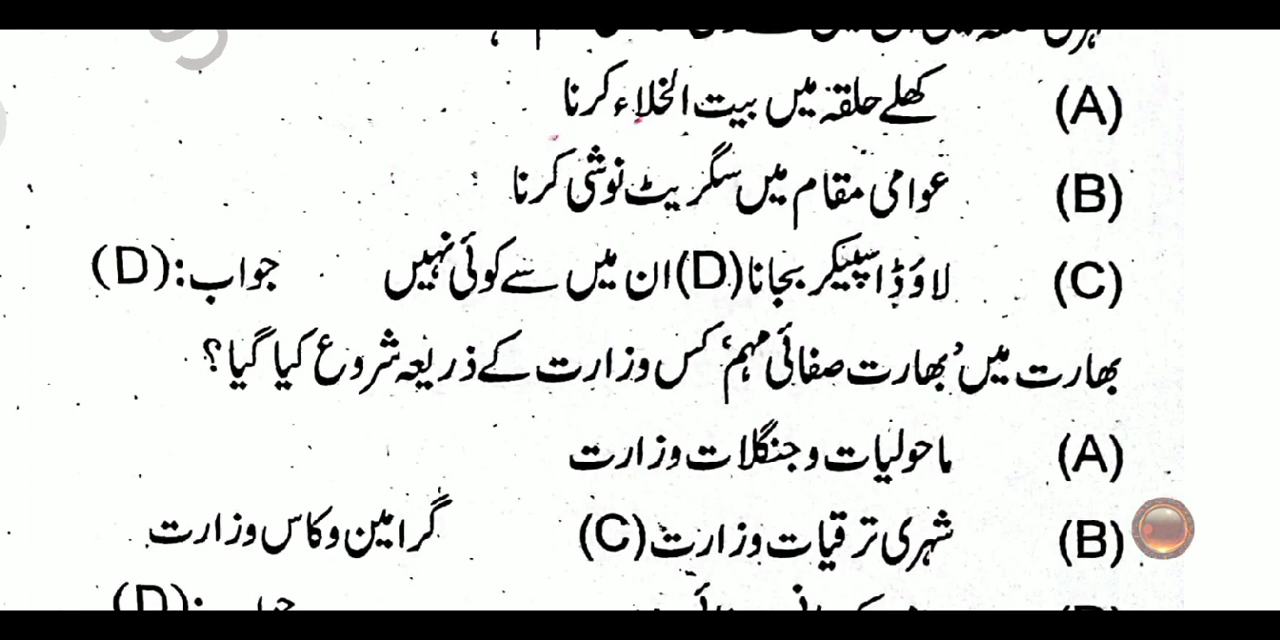 (A) کھلے حلقہ میں بیت الخلاء کرنا
(B) عوامی مقام میں سگریٹ نوشی کرنا
(C) لاؤڈ اسپیکر بجانا (D) ان میں سے کوئی نہیں جواب: (D)
بھارت میں 'بھارت صفائی مہم' کس وزارت کے ذریعہ شروع کیا گیا؟
(A) ماحولیات و جنگلات وزارت
(B) شہری ترقیات وزارت (C) گرامین وکاس وزارت